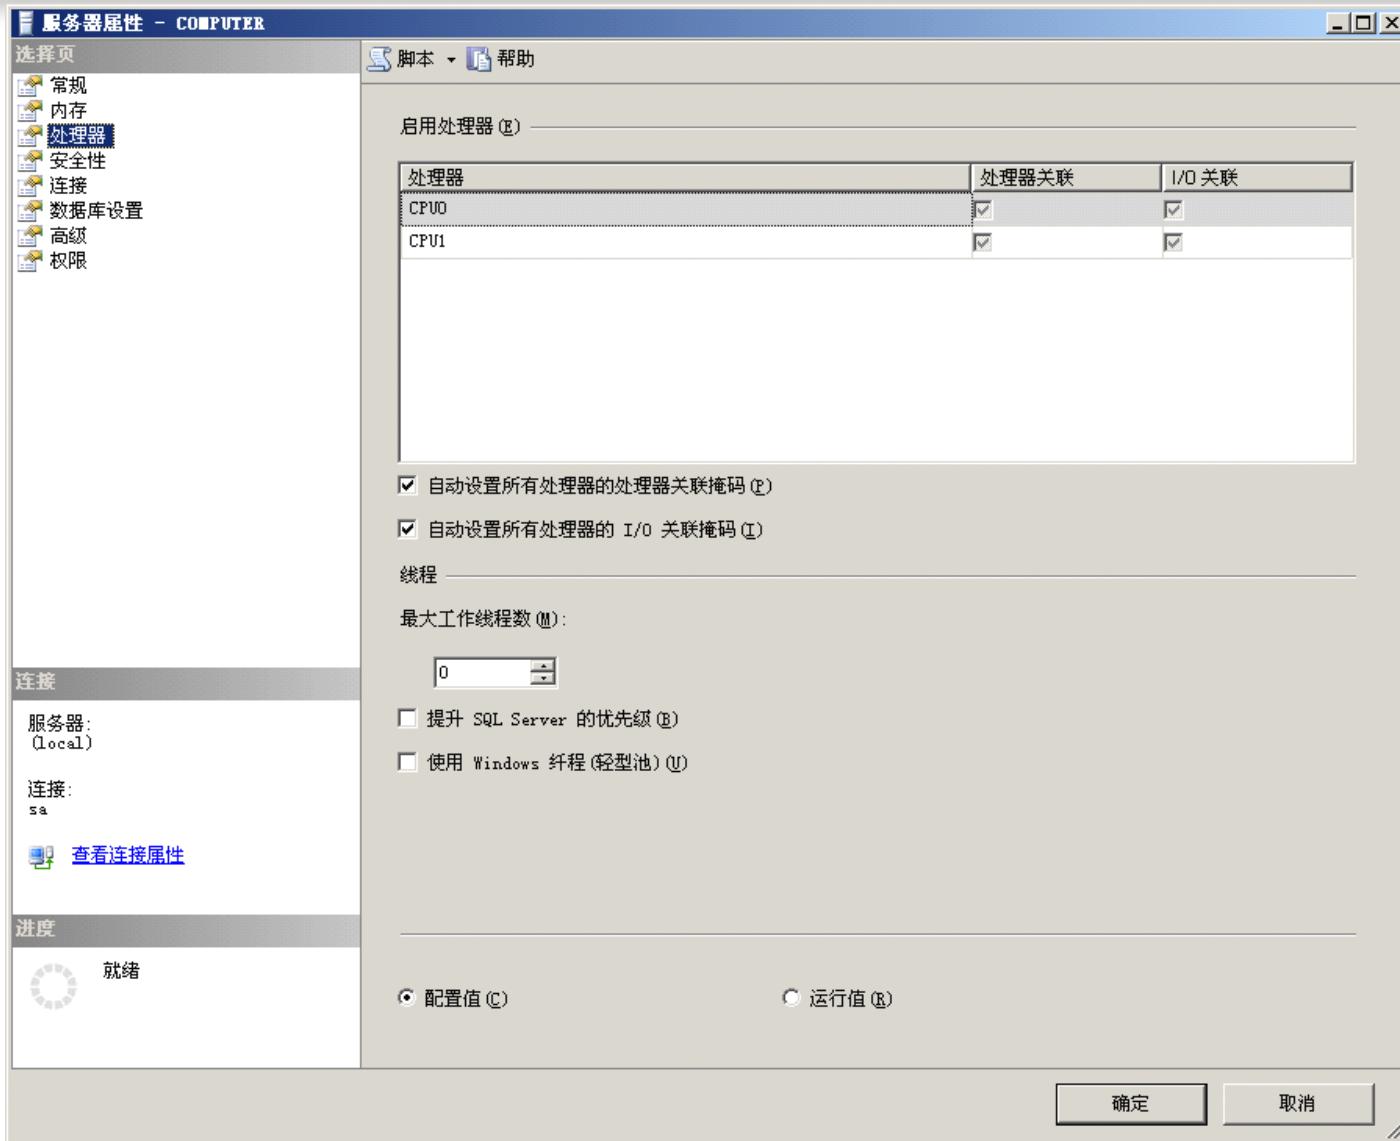 服务器属性 - COMPUTER
选择页
常规
内存
处理器
安全性
连接
数据库设置
高级
权限
连接
服务器:
(local)
连接:
sa
查看连接属性
进度
就绪
脚本 帮助
启用处理器(E)
处理器 处理器关联 I/O 关联
CPU0
CPU1
自动设置所有处理器的处理器关联掩码(P)
自动设置所有处理器的 I/O 关联掩码(I)
线程
最大工作线程数(M):
0
提升 SQL Server 的优先级(B)
使用 Windows 纤程(轻型池)(U)
配置值(C) 运行值(R)
确定 取消